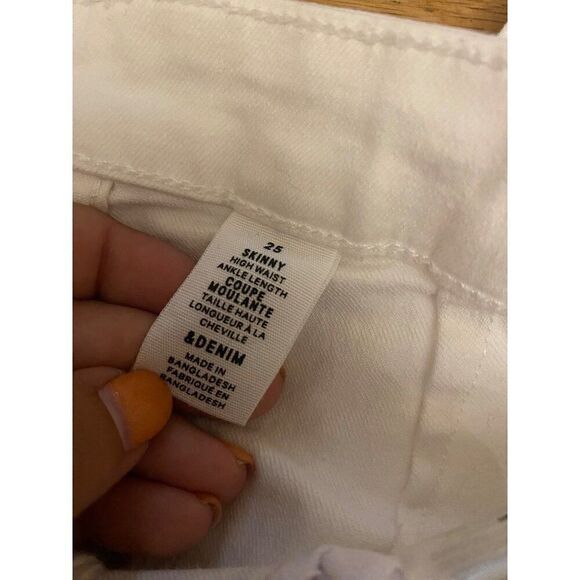 25
SKINNY
HIGH WAIST
ANKLE LENGTH
COUPE
MOULANTE
TAILLE HAUTE
LONGUEUR À LA
CHEVILLE
&DENIM
MADE IN
BANGLADESH
FABRIQUÉ EN
BANGLADESH